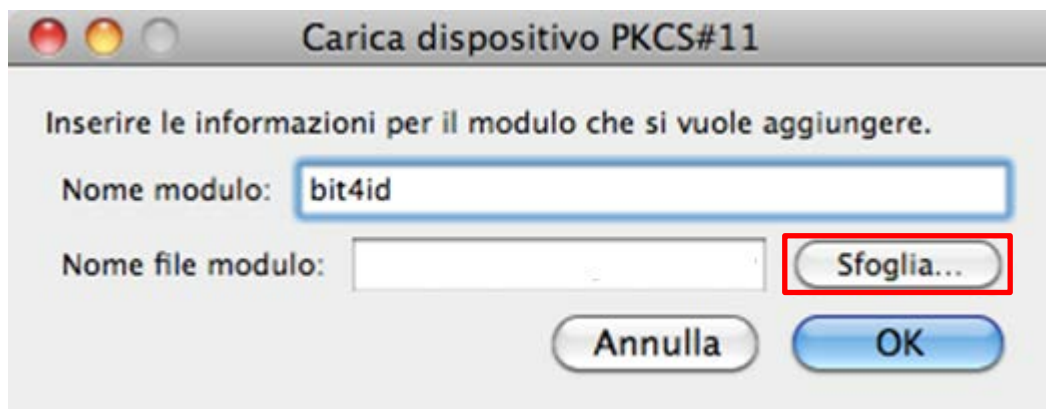 Carica dispositivo PKCS#11
Inserire le informazioni per il modulo che si vuole aggiungere.
Nome modulo: bit4id
Nome file modulo: Sfoglia...
Annulla OK